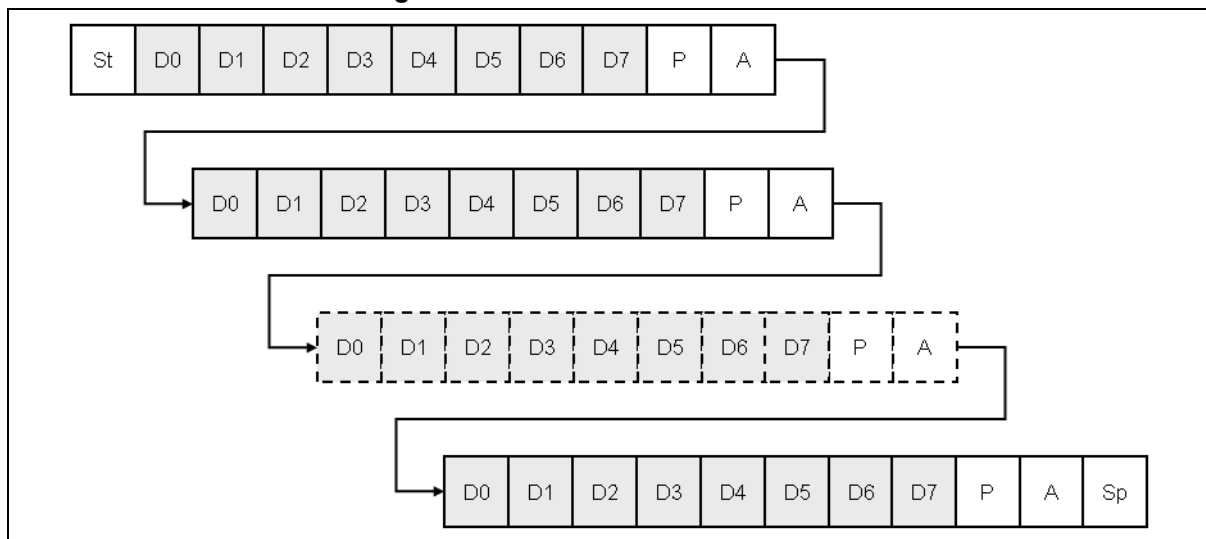 St D0 D1 D2 D3 D4 D5 D6 D7 P A
D0 D1 D2 D3 D4 D5 D6 D7 P A
D0 D1 D2 D3 D4 D5 D6 D7 P A
D0 D1 D2 D3 D4 D5 D6 D7 P A Sp